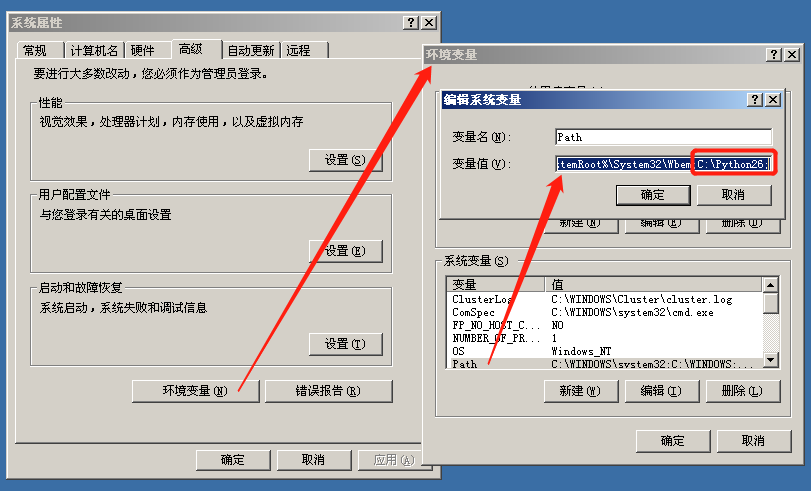 系统属性
常规 计算机名 硬件 高级 自动更新 远程
要进行大多数改动，您必须作为管理员登录。
性能
视觉效果，处理器计划，内存使用，以及虚拟内存
设置(S)
用户配置文件
与您登录有关的桌面设置
设置(E)
启动和故障恢复
系统启动，系统失败和调试信息
设置(T)
环境变量(N) 错误报告(R)
确定 取消 应用(A)
环境变量
编辑系统变量
变量名(N): Path
变量值(V): temRoot%\System32\Wbem;C:\Python26;
确定 取消
新建(N) 编辑(E) 删除(D)
系统变量(S)
变量 值
ClusterLog C:\WINDOWS\Cluster\cluster.log
ComSpec C:\WINDOWS\system32\cmd.exe
FP_NO_HOST_C... NO
NUMBER_OF_PR... 1
OS Windows_NT
Path C:\WINDOWS\system32;C:\WINDOWS;...
新建(W) 编辑(I) 删除(L)
确定 取消